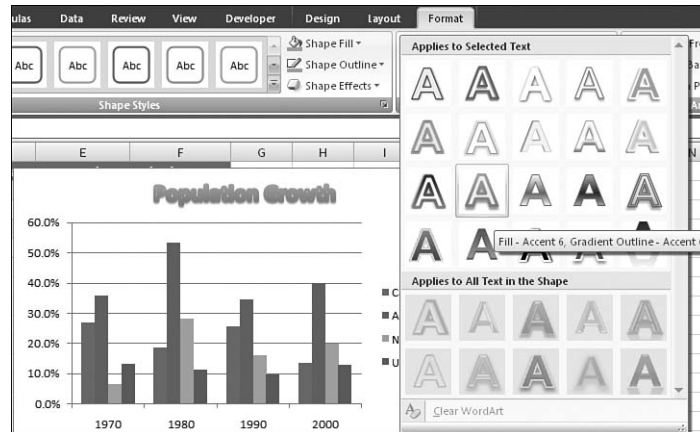 ulas Data Review View Developer Design Layout Format
Abc Abc Abc Abc Abc
Shape Fill
Shape Outline
Shape Effects
Shape Styles
Applies to Selected Text
A A A A A
A A A A A
A A A A A
A A A A A
Fill - Accent 6, Gradient Outline - Accent
Applies to All Text in the Shape
A A A A A
A A A A A
Clear WordArt
E F G H I N
Population Growth
60.0%
50.0%
40.0%
30.0%
20.0%
10.0%
0.0%
1970 1980 1990 2000
C
A
N
U